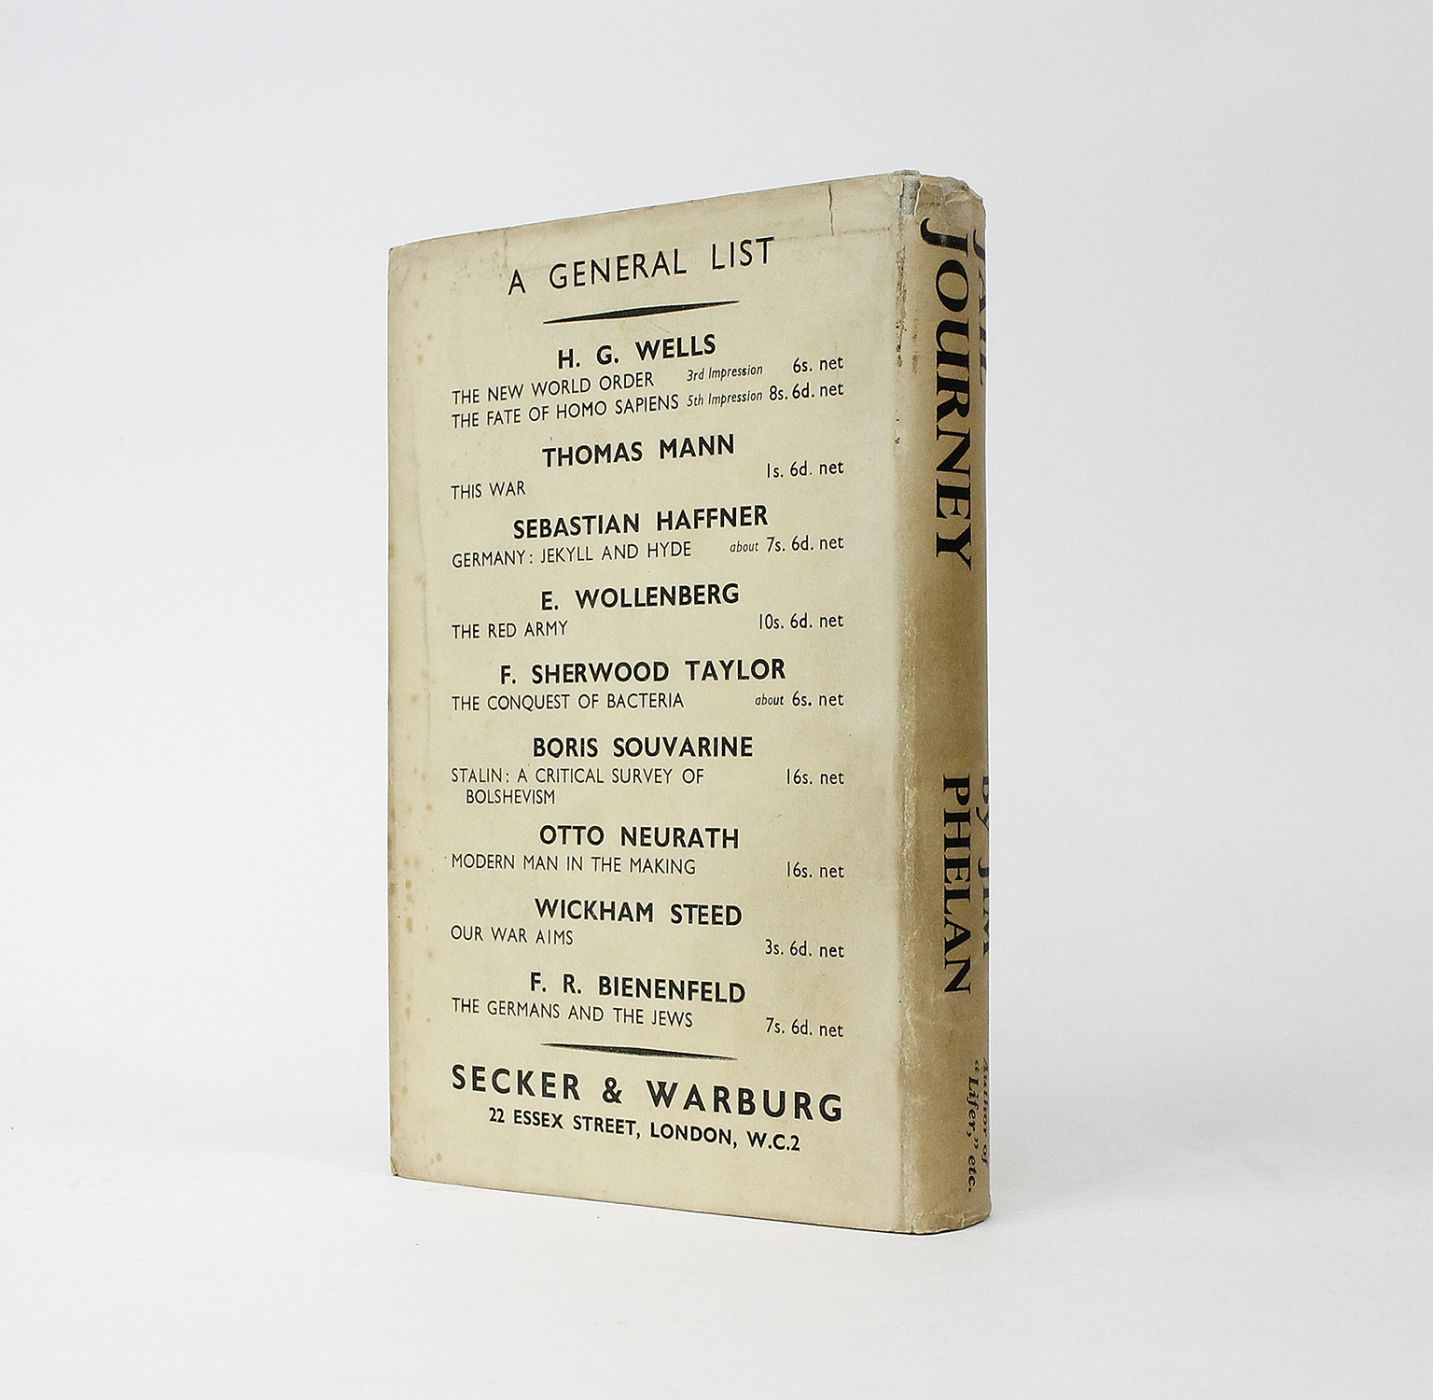 A GENERAL LIST
H. G. WELLS
THE NEW WORLD ORDER 3rd Impression 6s. net
THE FATE OF HOMO SAPIENS 5th Impression 8s. 6d. net
THOMAS MANN
THIS WAR 1s. 6d. net
SEBASTIAN HAFFNER
GERMANY: JEKYLL AND HYDE about 7s. 6d. net
E. WOLLENBERG
THE RED ARMY 10s. 6d. net
F. SHERWOOD TAYLOR
THE CONQUEST OF BACTERIA about 6s. net
BORIS SOUVARINE
STALIN: A CRITICAL SURVEY OF 16s. net
BOLSHEVISM
OTTO NEURATH
MODERN MAN IN THE MAKING 16s. net
WICKHAM STEED
OUR WAR AIMS 3s. 6d. net
F. R. BIENENFELD
THE GERMANS AND THE JEWS 7s. 6d. net
SECKER & WARBURG
22 ESSEX STREET, LONDON, W.C.2
JAIL
JOURNEY
By JIM
PHELAN
Author of
"Lifer," etc.